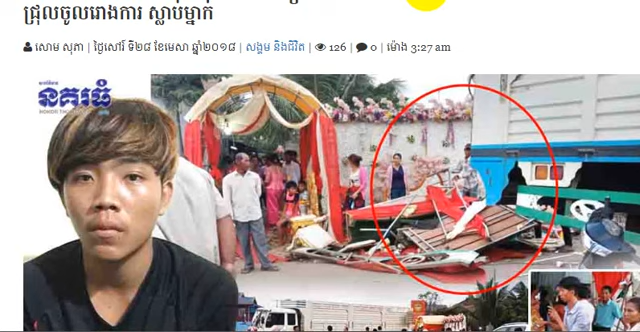 ជ្រុលចូលរោងការ ស្លាប់ម្នាក់
សោម សុភា | ថ្ងៃសៅរ៍ ទី២៨ ខែមេសា ឆ្នាំ២០១៨ | សង្គម និងជីវិត | 126 | 0 | ម៉ោង 3:27 am
នគរធំ